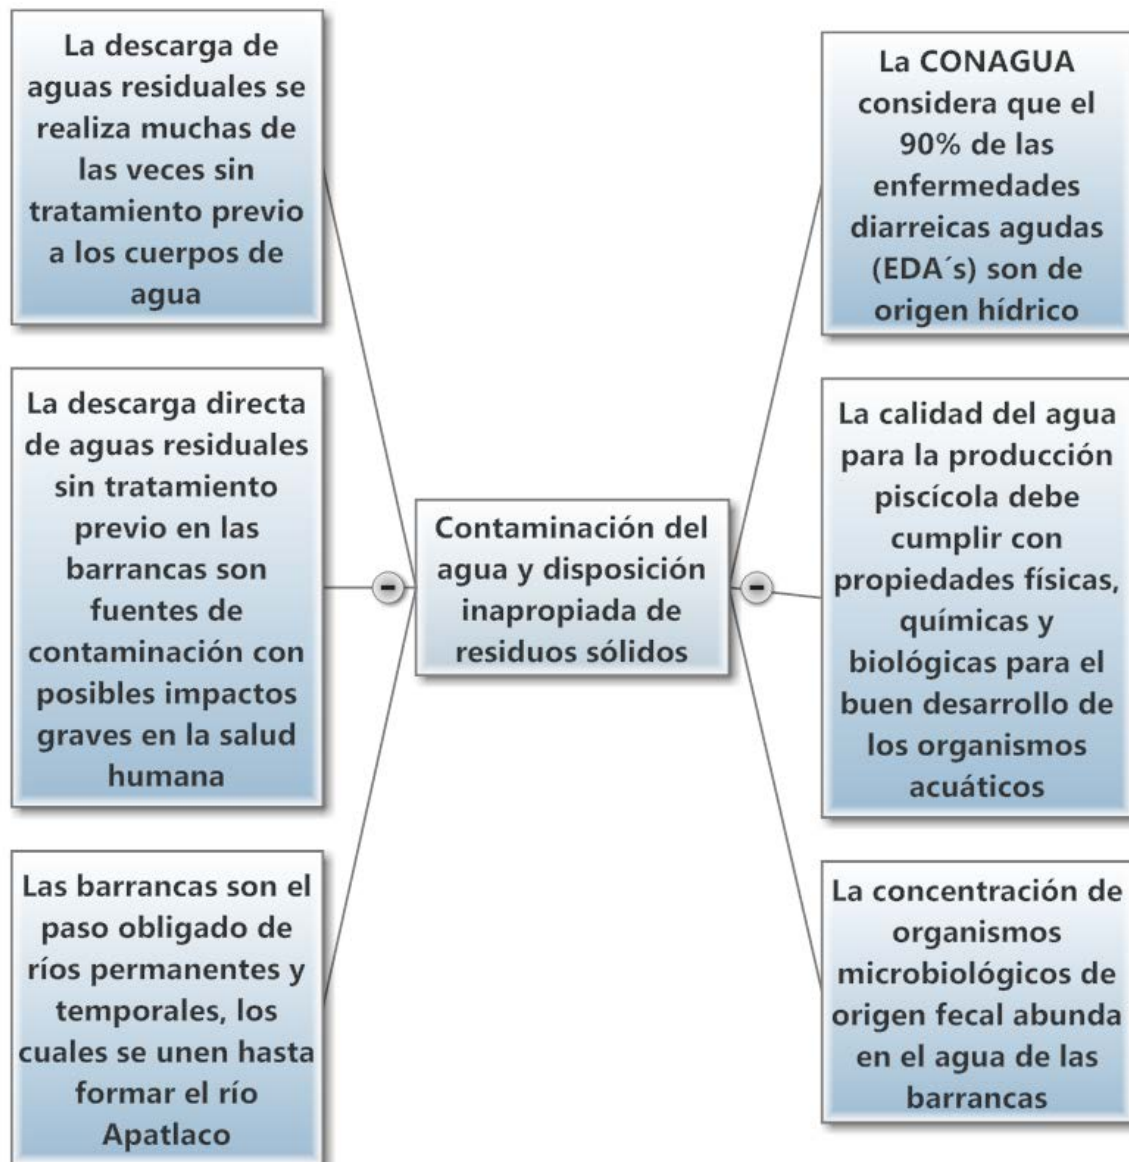 La descarga de
aguas residuales se
realiza muchas de
las veces sin
tratamiento previo
a los cuerpos de
agua
La descarga directa
de aguas residuales
sin tratamiento
previo en las
barrancas son
fuentes de
contaminación con
posibles impactos
graves en la salud
humana
Las barrancas son el
paso obligado de
ríos permanentes y
temporales, los
cuales se unen hasta
formar el río
Apatlaco
Contaminación del
agua y disposición
inapropiada de
residuos sólidos
La CONAGUA
considera que el
90% de las
enfermedades
diarreicas agudas
(EDA´s) son de
origen hídrico
La calidad del agua
para la producción
piscícola debe
cumplir con
propiedades físicas,
químicas y
biológicas para el
buen desarrollo de
los organismos
acuáticos
La concentración de
organismos
microbiológicos de
origen fecal abunda
en el agua de las
barrancas